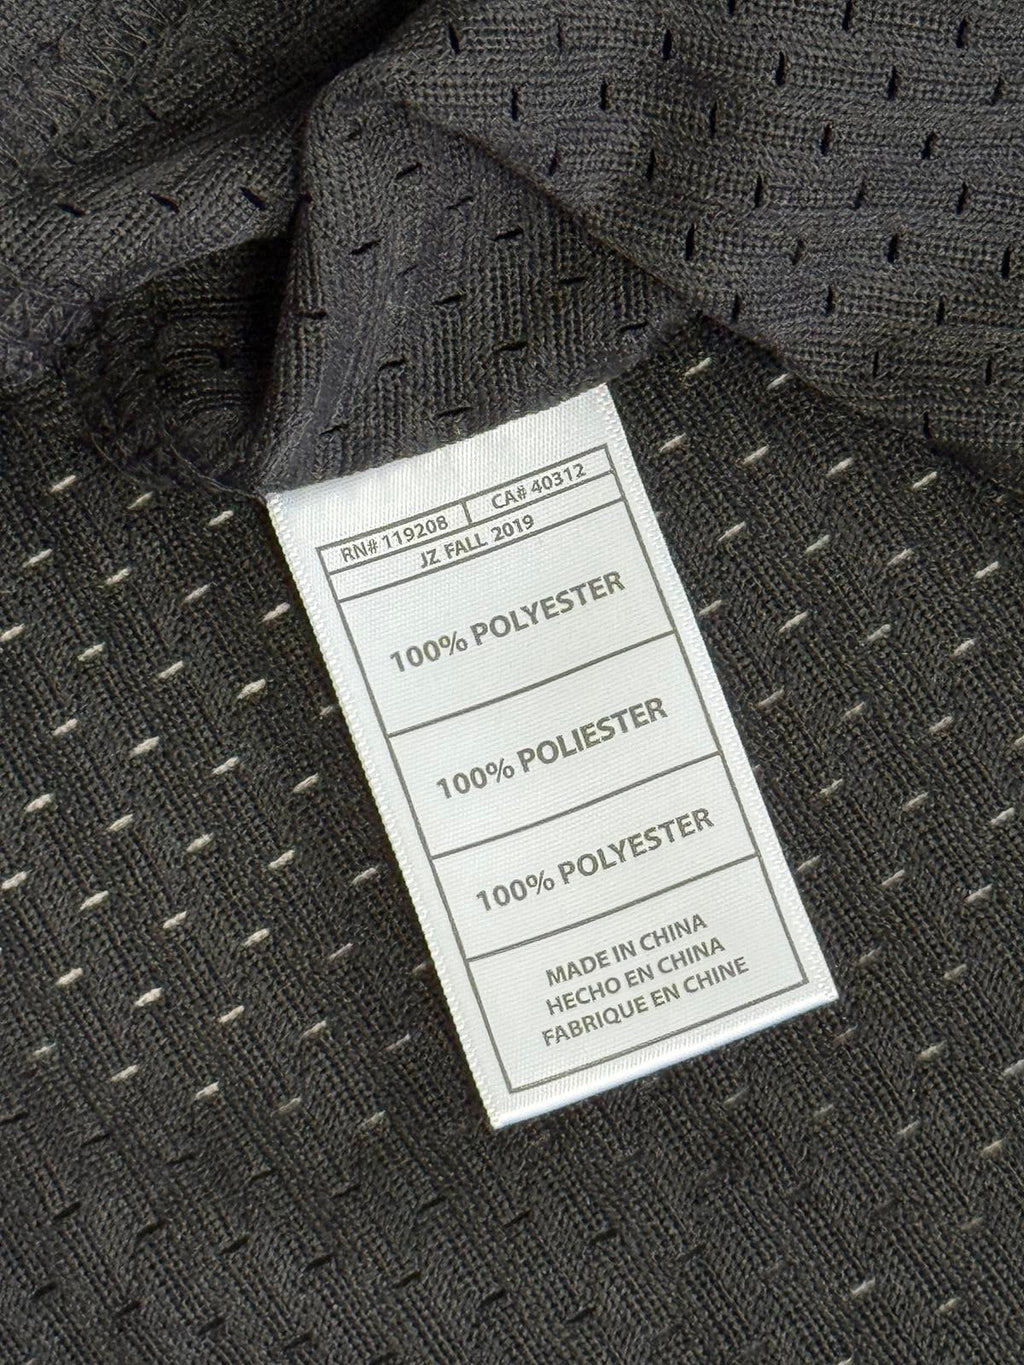 RN# 119208 CA# 40312
JZ FALL 2019
100% POLYESTER
100% POLIESTER
100% POLYESTER
MADE IN CHINA
HECHO EN CHINA
FABRIQUE EN CHINE